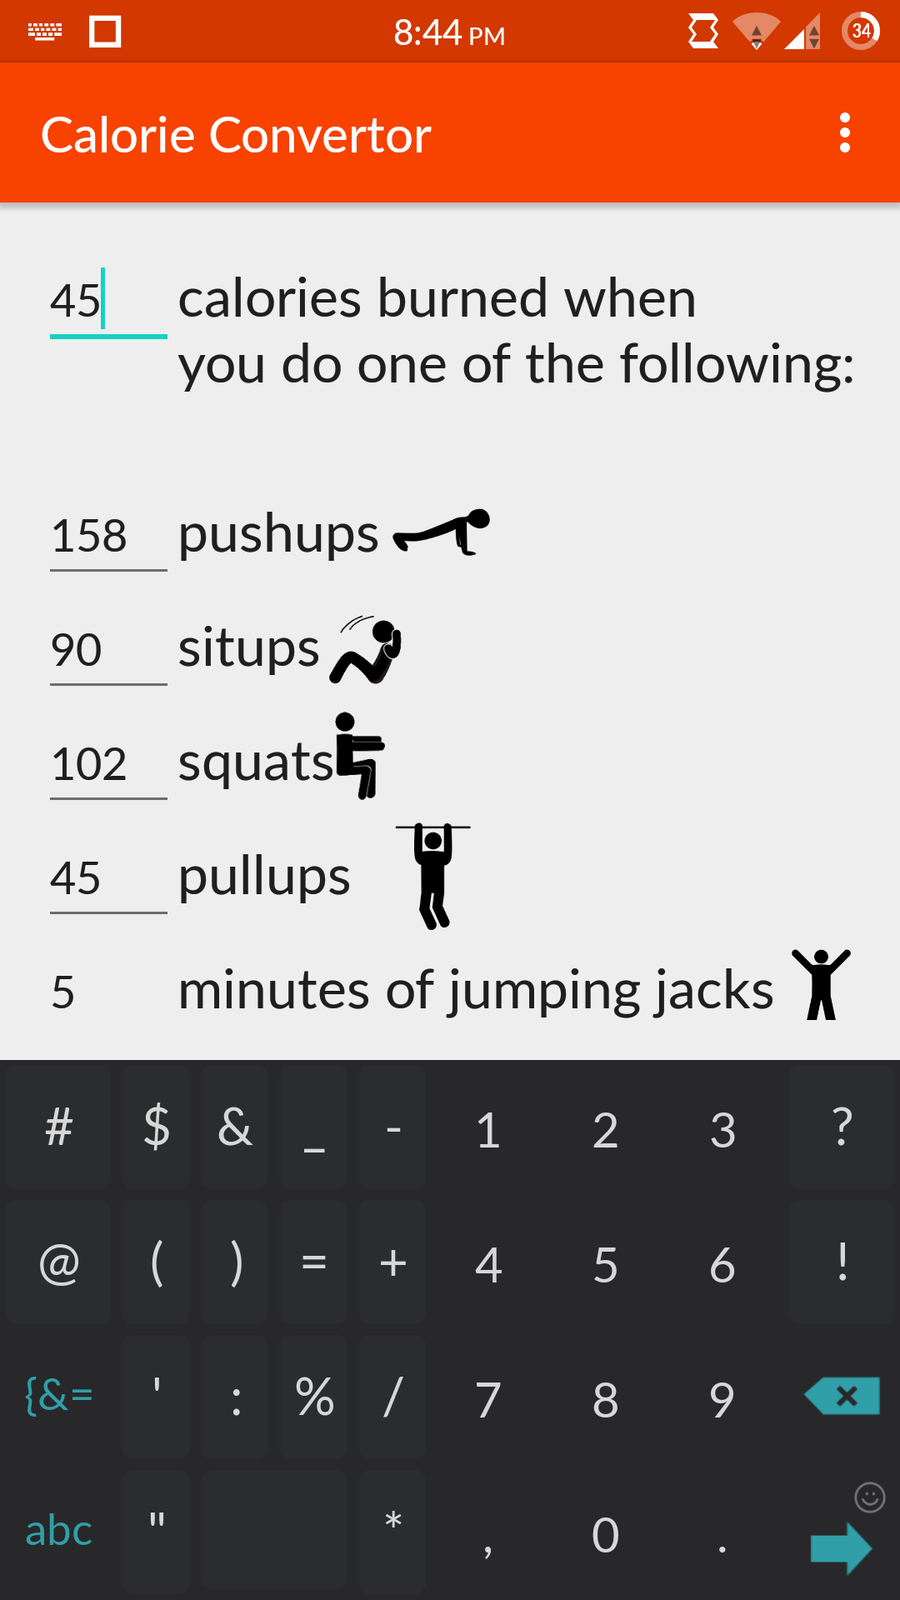 8:44 PM
34
Calorie Convertor
45 calories burned when
you do one of the following:
158 pushups
90 situps
102 squats
45 pullups
5 minutes of jumping jacks
# $ & _ - 1 2 3 ?
@ ( ) = + 4 5 6 !
{&= ' : % / 7 8 9
abc " * , 0 .